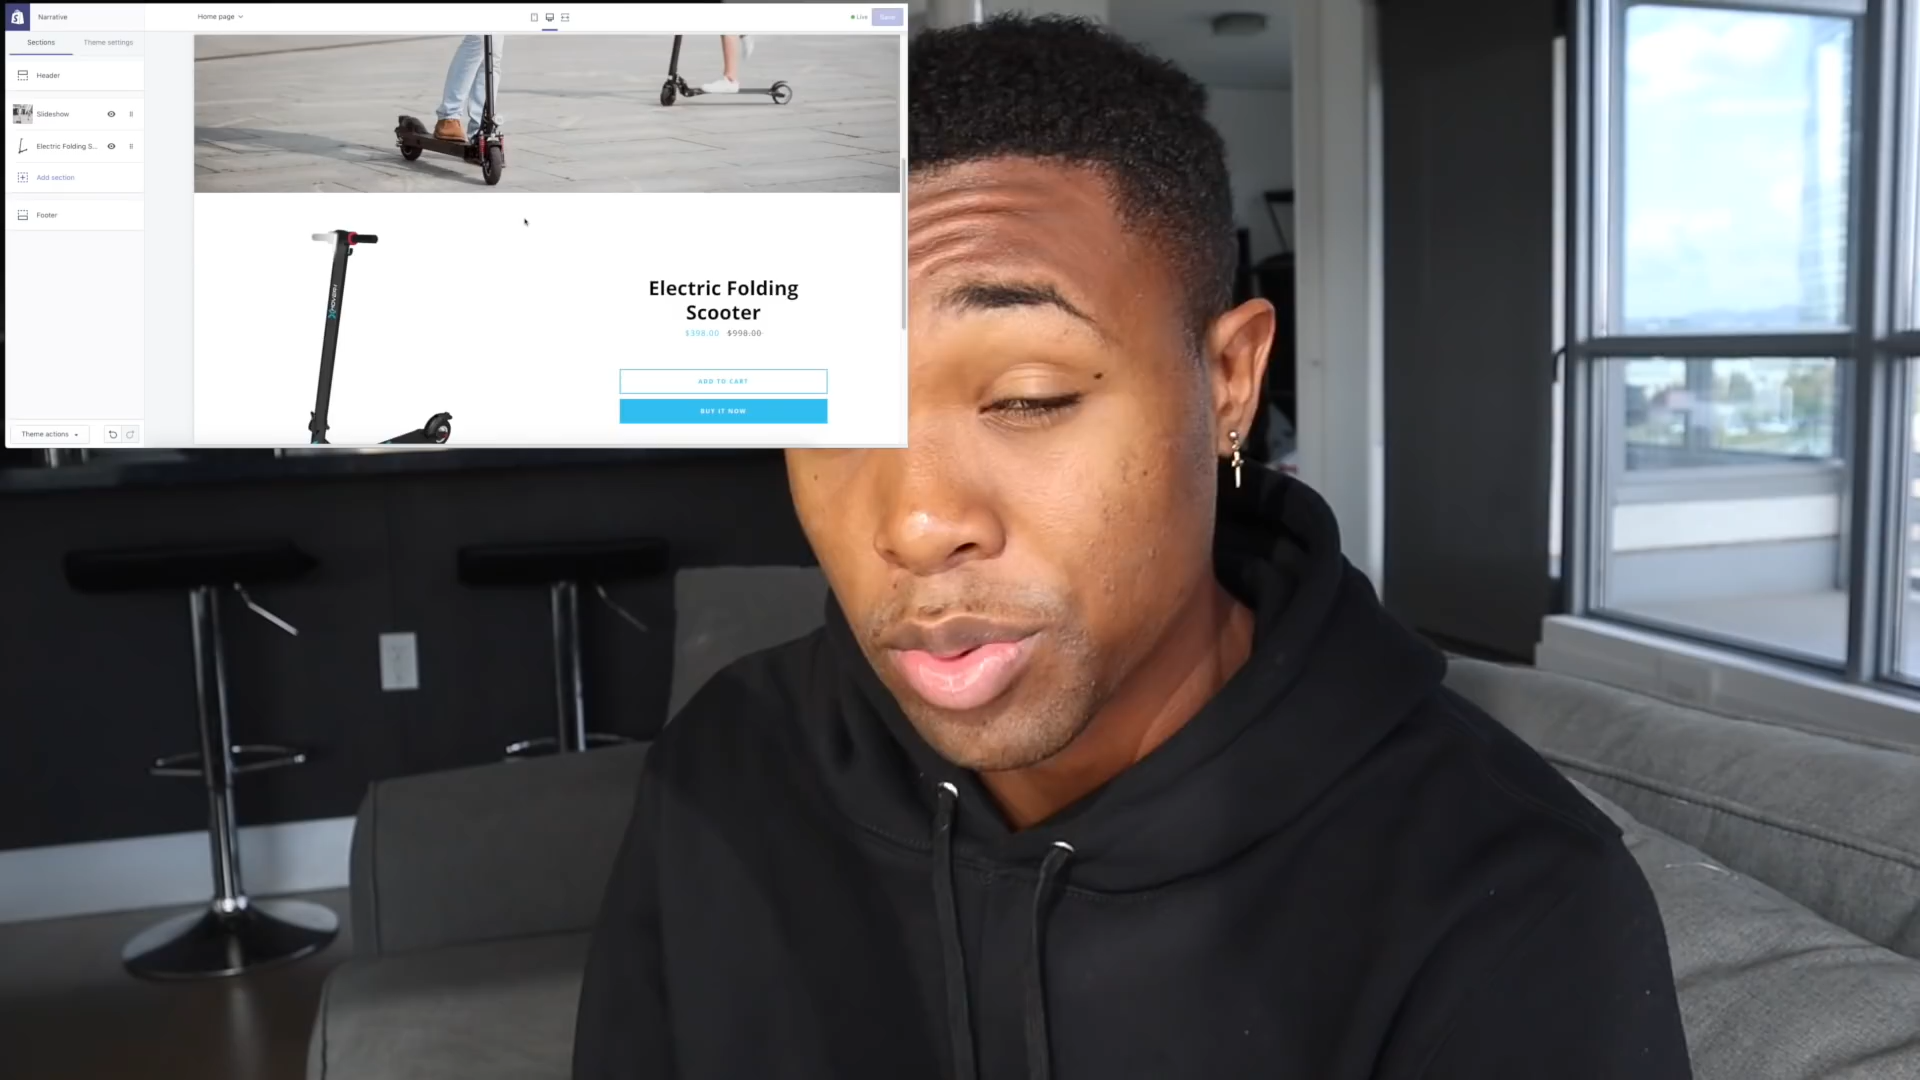 Narrative
Home page
Live
Save
Sections
Theme settings
Header
Slideshow
Electric Folding S...
Add section
Footer
Electric Folding
Scooter
$398.00 $998.00
ADD TO CART
BUY IT NOW
Theme actions